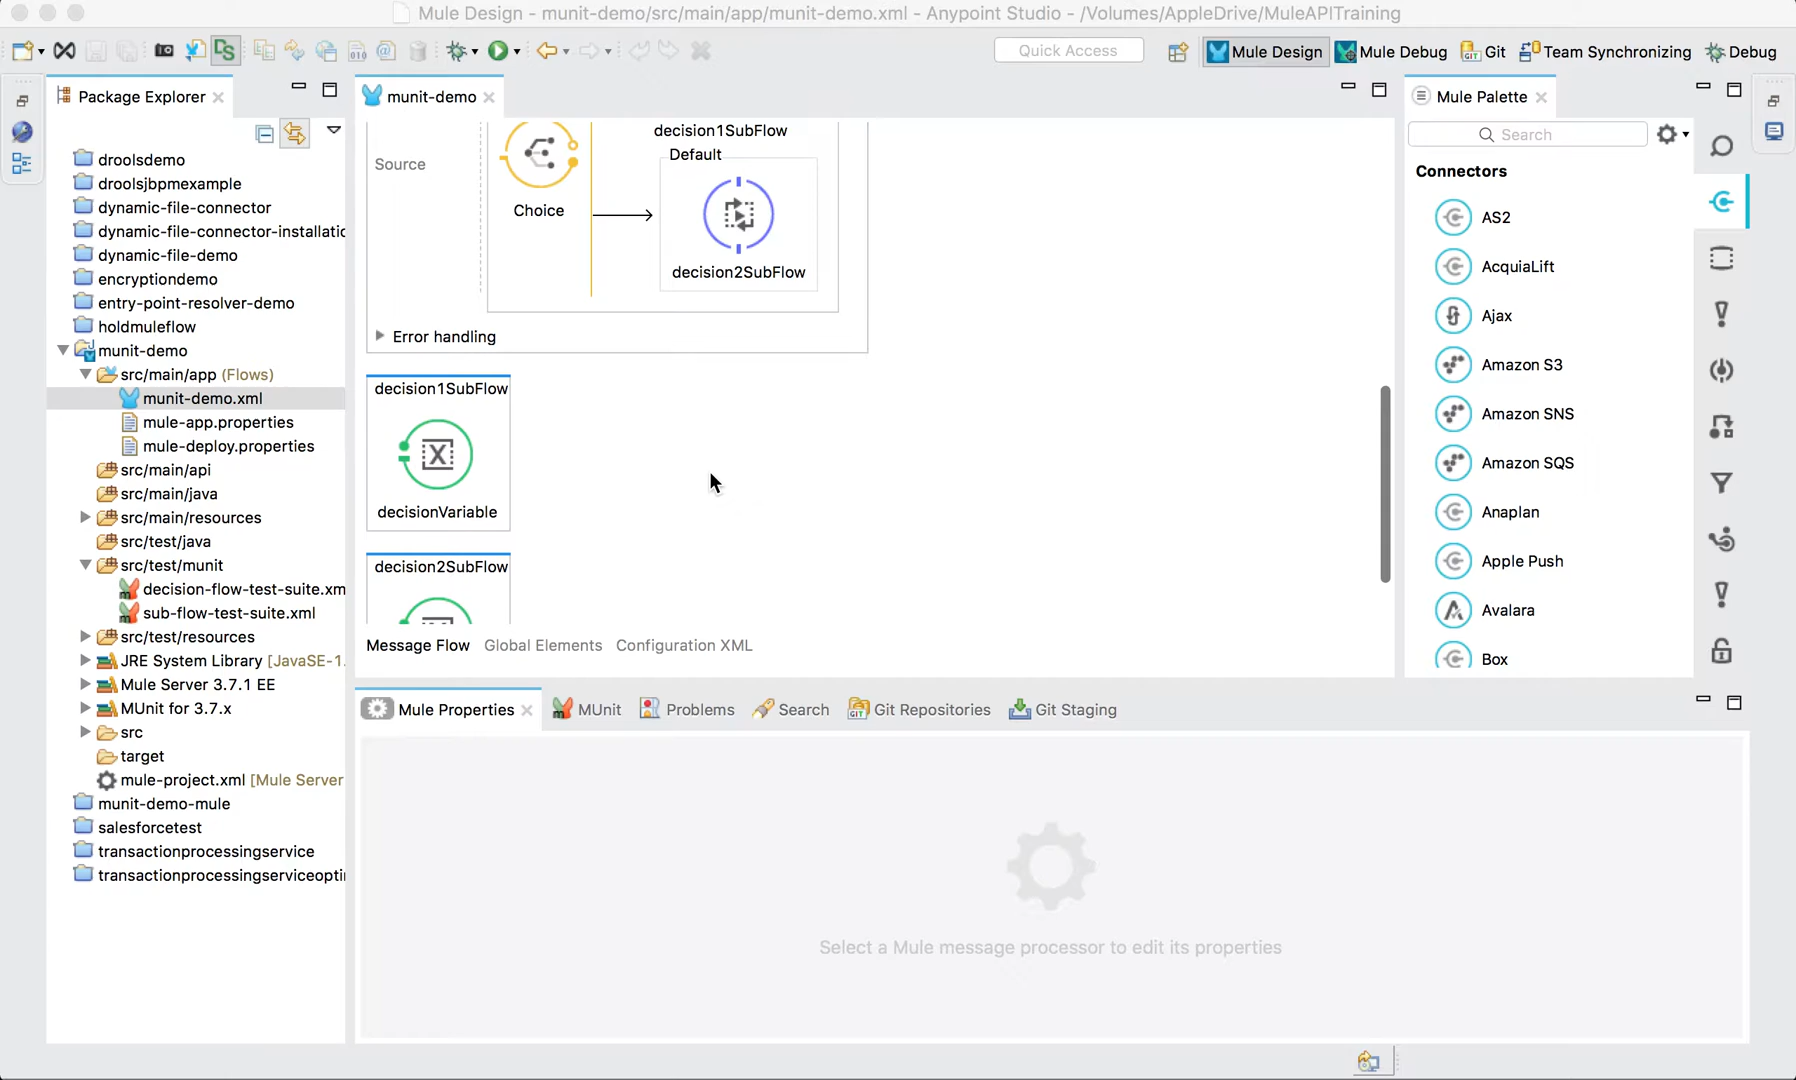 Mule Design - munit-demo/src/main/app/munit-demo.xml - Anypoint Studio - /Volumes/AppleDrive/MuleAPITraining
Quick Access
Mule Design
Mule Debug
Git
Team Synchronizing
Debug
Package Explorer
droolsdemo
droolsjbpmexample
dynamic-file-connector
dynamic-file-connector-installatic
dynamic-file-demo
encryptiondemo
entry-point-resolver-demo
holdmuleflow
munit-demo
src/main/app (Flows)
munit-demo.xml
mule-app.properties
mule-deploy.properties
src/main/api
src/main/java
src/main/resources
src/test/java
src/test/munit
decision-flow-test-suite.xm
sub-flow-test-suite.xml
src/test/resources
JRE System Library [JavaSE-1.
Mule Server 3.7.1 EE
MUnit for 3.7.x
src
target
mule-project.xml [Mule Server
munit-demo-mule
salesforcetest
transactionprocessingservice
transactionprocessingserviceopti
munit-demo
Source
Choice
decision1SubFlow
Default
decision2SubFlow
Error handling
decision1SubFlow
X
decisionVariable
decision2SubFlow
Message Flow
Global Elements
Configuration XML
Mule Palette
Search
Connectors
AS2
AcquiaLift
Ajax
Amazon S3
Amazon SNS
Amazon SQS
Anaplan
Apple Push
Avalara
Box
Mule Properties
MUnit
Problems
Search
Git Repositories
Git Staging
Select a Mule message processor to edit its properties